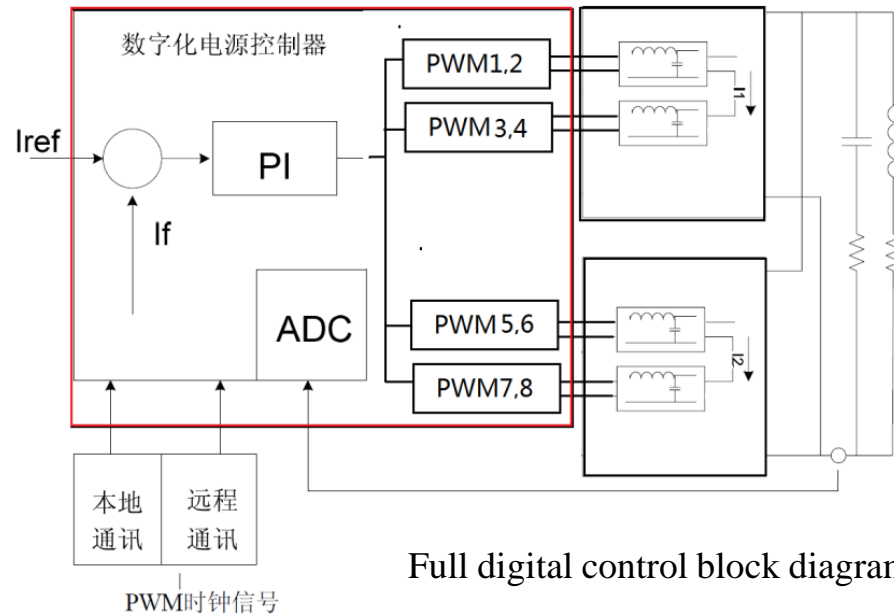 数字化电源控制器
PWM1,2
I1
PWM3,4
Iref
PI
If
ADC
PWM5,6
I2
PWM7,8
本地
通讯
远程
通讯
PWM时钟信号
Full digital control block diagram